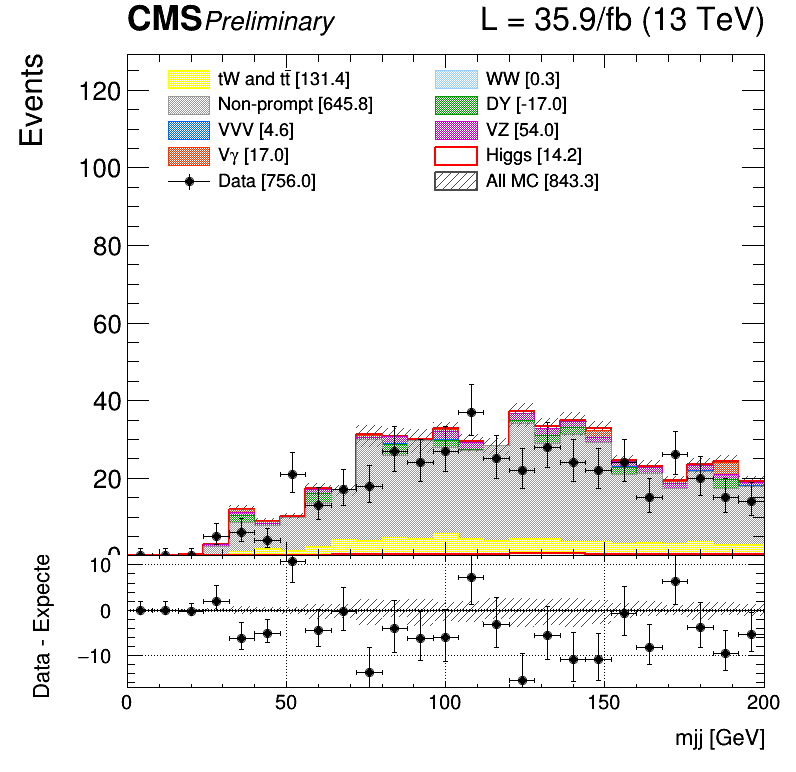 CMS Preliminary L = 35.9/fb (13 TeV)
Events
tW and tt̄ [131.4] WW [0.3]
Non-prompt [645.8] DY [-17.0]
VVV [4.6] VZ [54.0]
Vγ [17.0] Higgs [14.2]
Data [756.0] All MC [843.3]
120
100
80
60
40
20
0
Data - Expecte
10
0
−10
0 50 100 150 200
mjj [GeV]